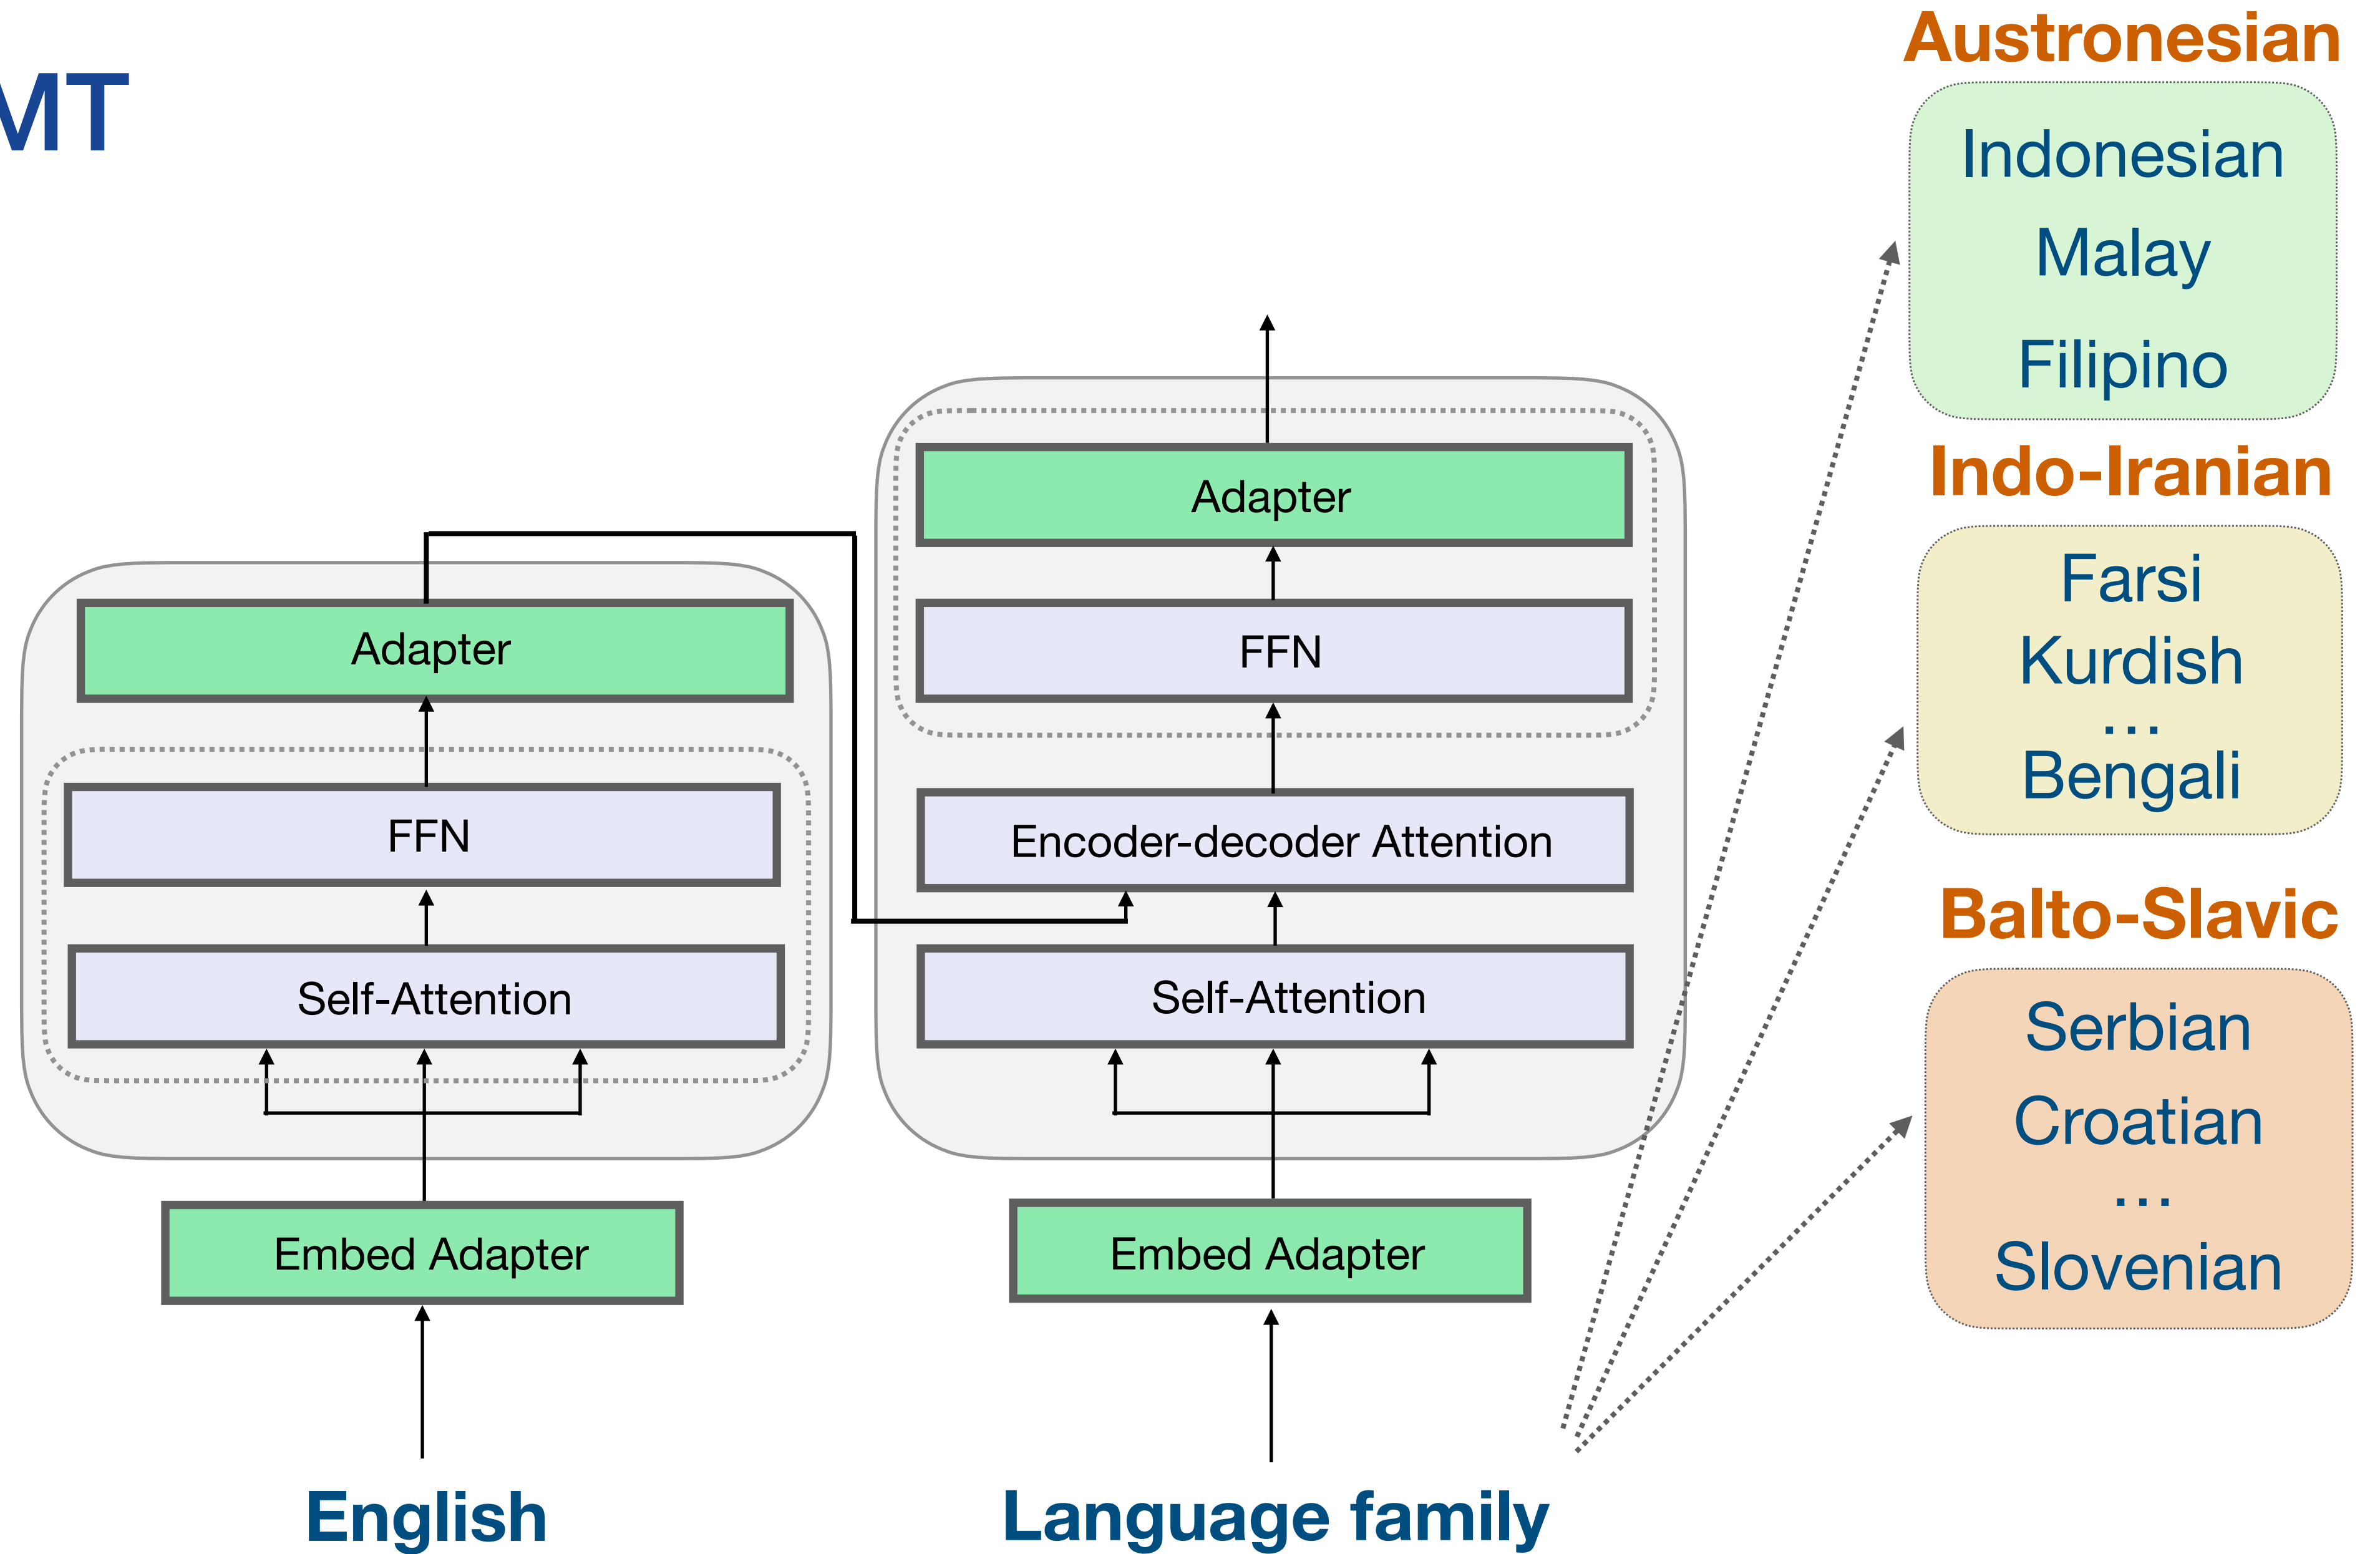 MT
Adapter
FFN
Self-Attention
Embed Adapter
English
Adapter
FFN
Encoder-decoder Attention
Self-Attention
Embed Adapter
Language family
Austronesian
Indonesian
Malay
Filipino
Indo-Iranian
Farsi
Kurdish
...
Bengali
Balto-Slavic
Serbian
Croatian
...
Slovenian